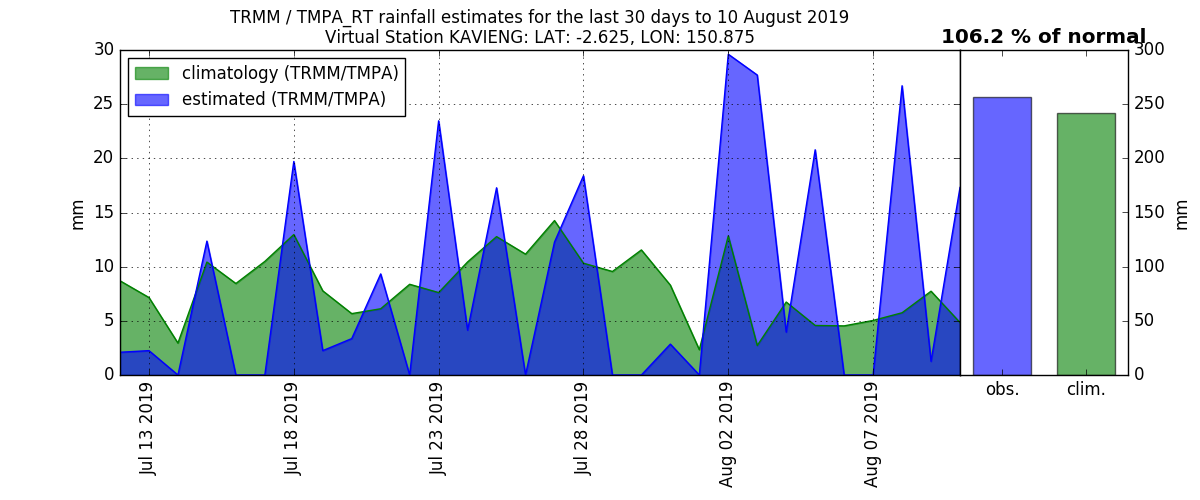 TRMM / TMPA_RT rainfall estimates for the last 30 days to 10 August 2019
Virtual Station KAVIENG: LAT: -2.625, LON: 150.875
106.2 % of normal
climatology (TRMM/TMPA)
estimated (TRMM/TMPA)
mm
30
25
20
15
10
5
0
Jul 13 2019
Jul 18 2019
Jul 23 2019
Jul 28 2019
Aug 02 2019
Aug 07 2019
300
250
200
150
100
50
0
mm
obs.
clim.